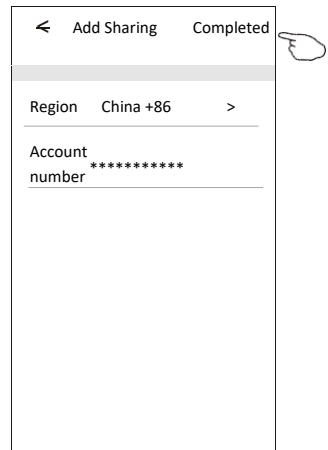 Add Sharing Completed
Region China +86 >
Account
number ***********